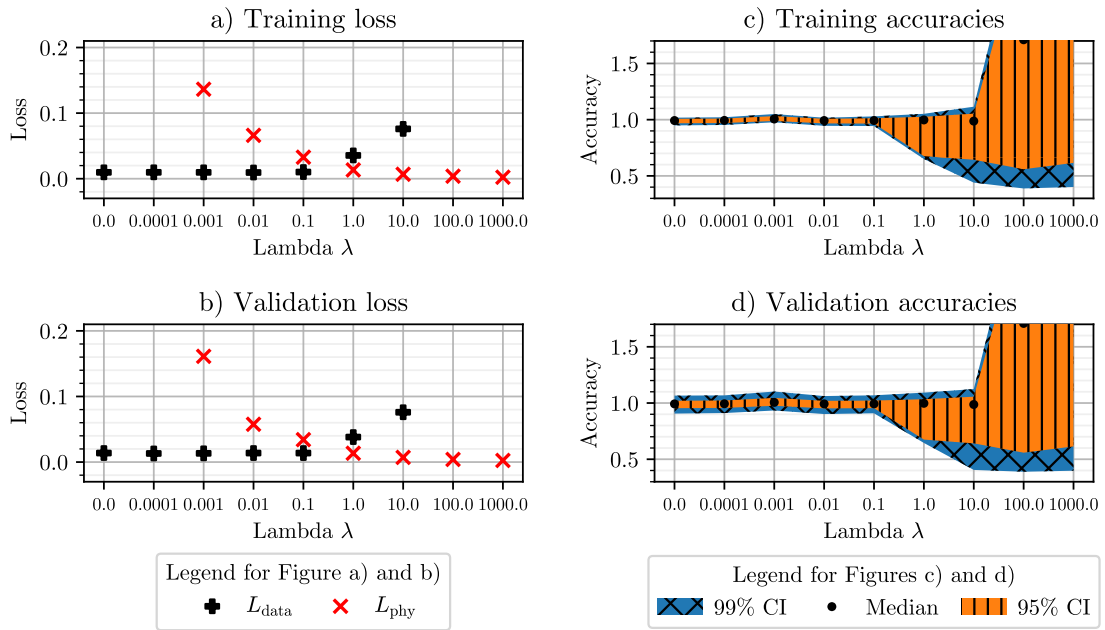 a) Training loss
0.2
0.1
0.0
Loss
0.0 0.0001 0.001 0.01 0.1 1.0 10.0 100.0 1000.0
Lambda λ
c) Training accuracies
1.5
1.0
0.5
Accuracy
0.0 0.0001 0.001 0.01 0.1 1.0 10.0 100.0 1000.0
Lambda λ
b) Validation loss
0.2
0.1
0.0
Loss
0.0 0.0001 0.001 0.01 0.1 1.0 10.0 100.0 1000.0
Lambda λ
d) Validation accuracies
1.5
1.0
0.5
Accuracy
0.0 0.0001 0.001 0.01 0.1 1.0 10.0 100.0 1000.0
Lambda λ
Legend for Figure a) and b)
L_data L_phy
Legend for Figures c) and d)
99% CI Median 95% CI